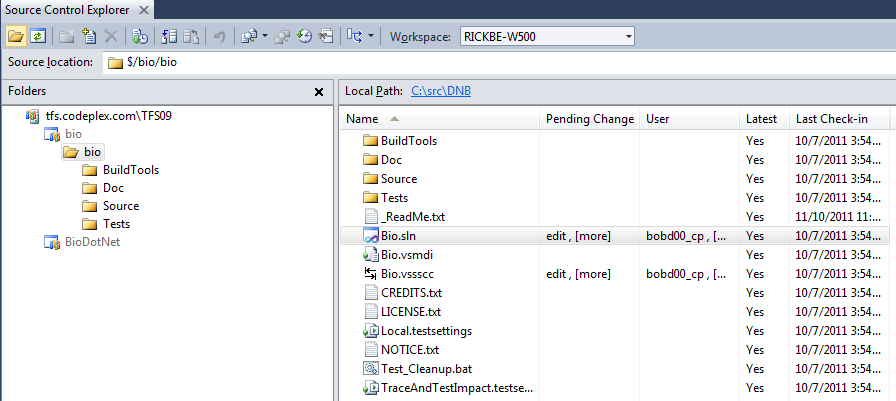 Source Control Explorer
Workspace: RICKBE-W500
Source location: $/bio/bio
Folders
tfs.codeplex.com\TFS09
bio
bio
BuildTools
Doc
Source
Tests
BioDotNet
Local Path: C:\src\DNB
Name Pending Change User Latest Last Check-in
BuildTools Yes 10/7/2011 3:54...
Doc Yes 10/7/2011 3:54...
Source Yes 10/7/2011 3:54...
Tests Yes 10/7/2011 3:54...
_ReadMe.txt Yes 11/10/2011 11:...
Bio.sln edit , [more] bobd00_cp , [... Yes 10/7/2011 3:54...
Bio.vsmdi Yes 10/7/2011 3:54...
Bio.vssscc edit , [more] bobd00_cp , [... Yes 10/7/2011 3:54...
CREDITS.txt Yes 10/7/2011 3:54...
LICENSE.txt Yes 10/7/2011 3:54...
Local.testsettings Yes 10/7/2011 3:54...
NOTICE.txt Yes 10/7/2011 3:54...
Test_Cleanup.bat Yes 10/7/2011 3:54...
TraceAndTestImpact.testse... Yes 10/7/2011 3:54...